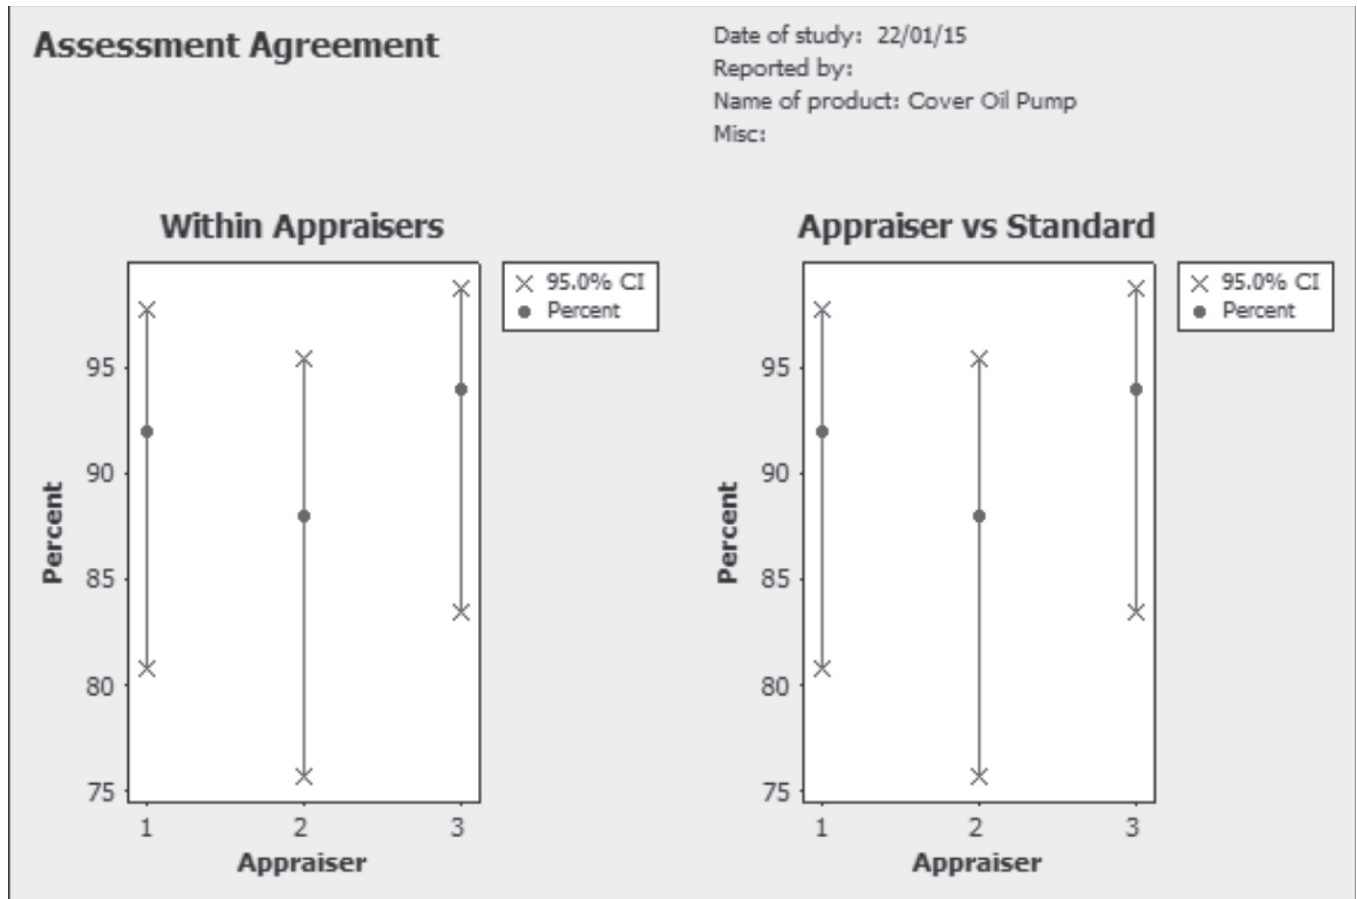 Assessment Agreement
Date of study: 22/01/15
Reported by:
Name of product: Cover Oil Pump
Misc:
Within Appraisers
95.0% CI
Percent
95
90
85
80
75
Percent
1 2 3
Appraiser
Appraiser vs Standard
95.0% CI
Percent
95
90
85
80
75
Percent
1 2 3
Appraiser